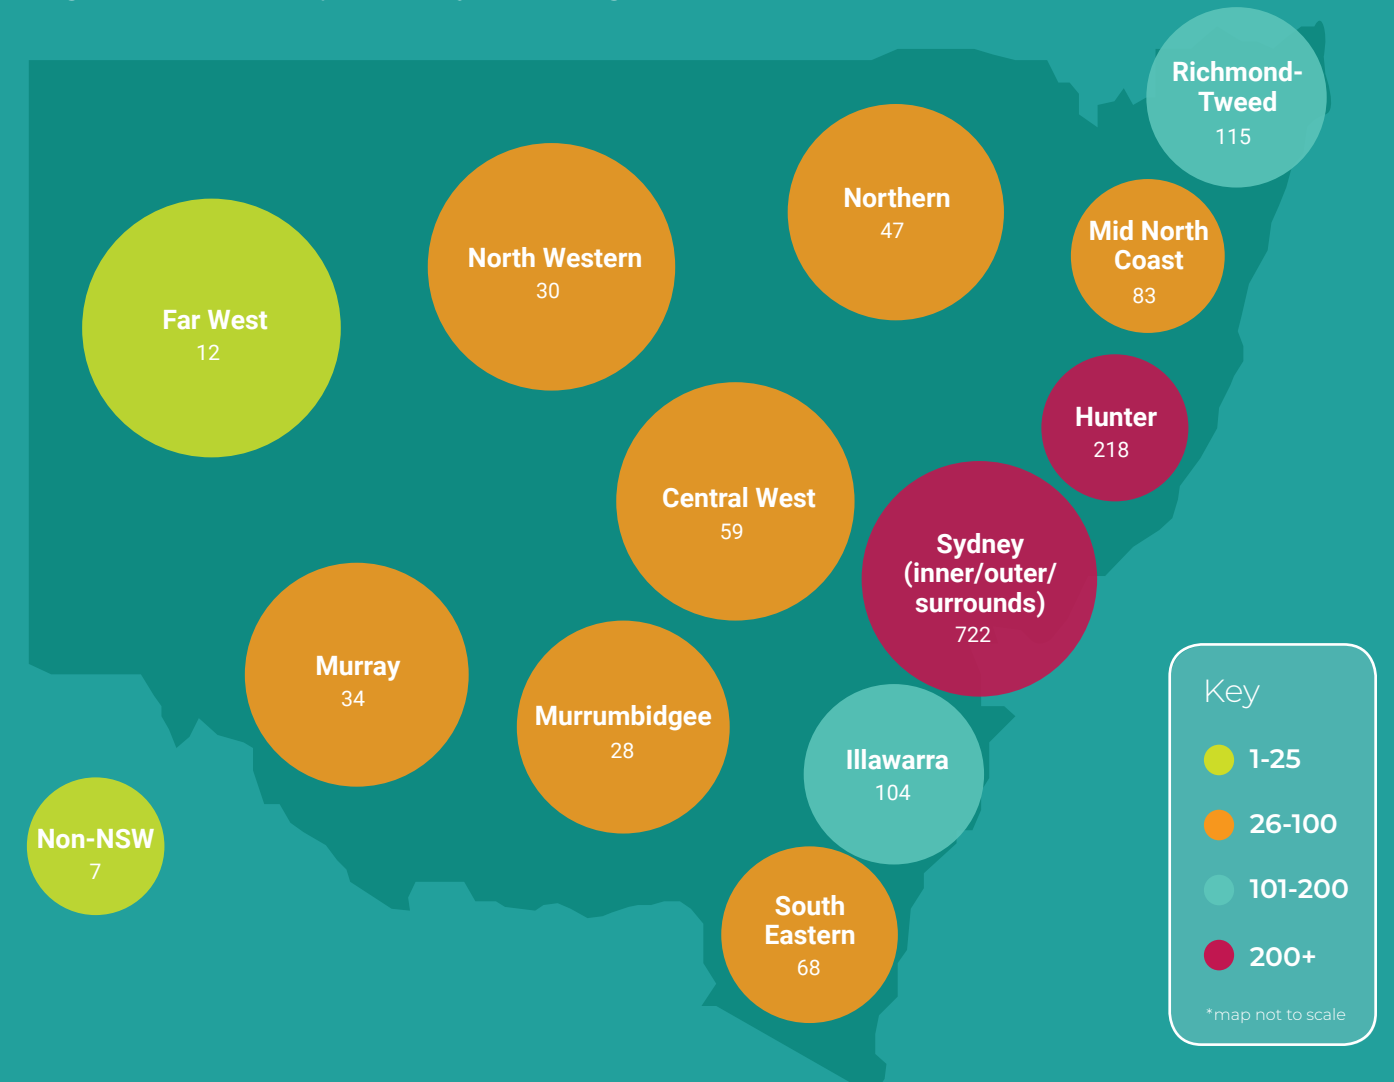 Richmond-
Tweed
115
Northern
47
Mid North
Coast
83
North Western
30
Far West
12
Hunter
218
Central West
59
Sydney
(inner/outer/
surrounds)
722
Murray
34
Murrumbidgee
28
Illawarra
104
Non-NSW
7
South
Eastern
68
Key
1-25
26-100
101-200
200+
*map not to scale